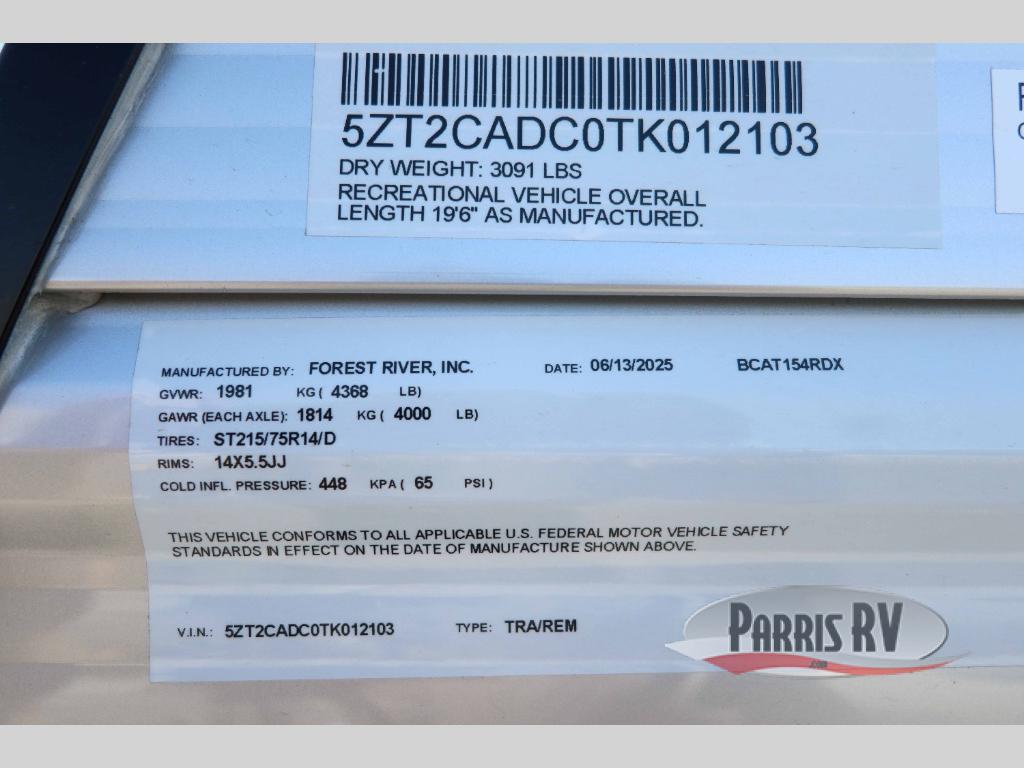 5ZT2CADC0TK012103
DRY WEIGHT: 3091 LBS
RECREATIONAL VEHICLE OVERALL
LENGTH 19'6" AS MANUFACTURED.
MANUFACTURED BY: FOREST RIVER, INC. DATE: 06/13/2025 BCAT154RDX
GVWR: 1981 KG ( 4368 LB)
GAWR (EACH AXLE): 1814 KG ( 4000 LB)
TIRES: ST215/75R14/D
RIMS: 14X5.5JJ
COLD INFL. PRESSURE: 448 KPA ( 65 PSI )
THIS VEHICLE CONFORMS TO ALL APPLICABLE U.S. FEDERAL MOTOR VEHICLE SAFETY
STANDARDS IN EFFECT ON THE DATE OF MANUFACTURE SHOWN ABOVE.
V.I.N.: 5ZT2CADC0TK012103 TYPE: TRA/REM
PARRIS RV
.com